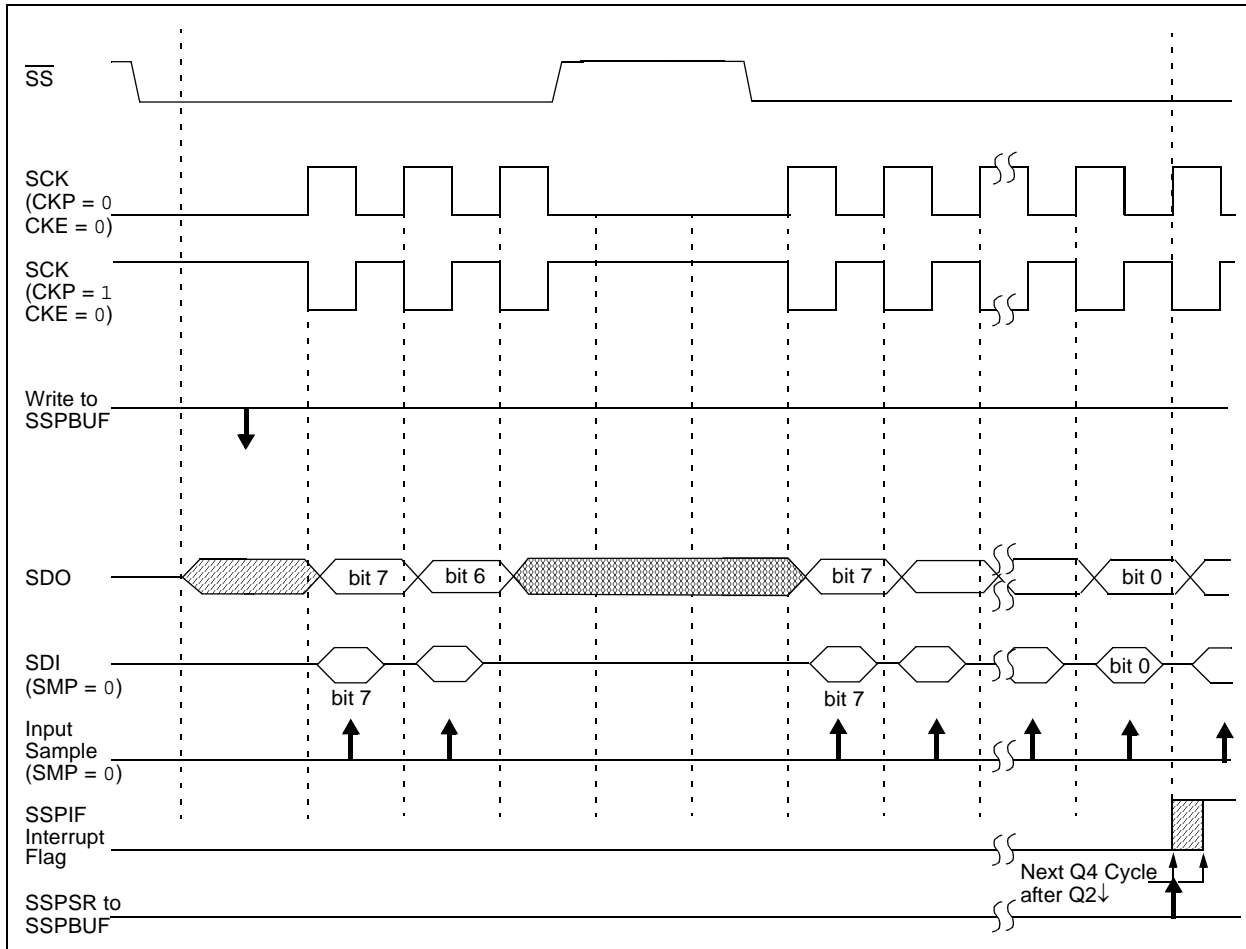 SS
SCK
(CKP = 0
CKE = 0)
SCK
(CKP = 1
CKE = 0)
Write to
SSPBUF
SDO
bit 7
bit 6
bit 7
bit 0
SDI
(SMP = 0)
bit 7
bit 7
bit 0
Input
Sample
(SMP = 0)
SSPIF
Interrupt
Flag
Next Q4 Cycle
after Q2↓
SSPSR to
SSPBUF